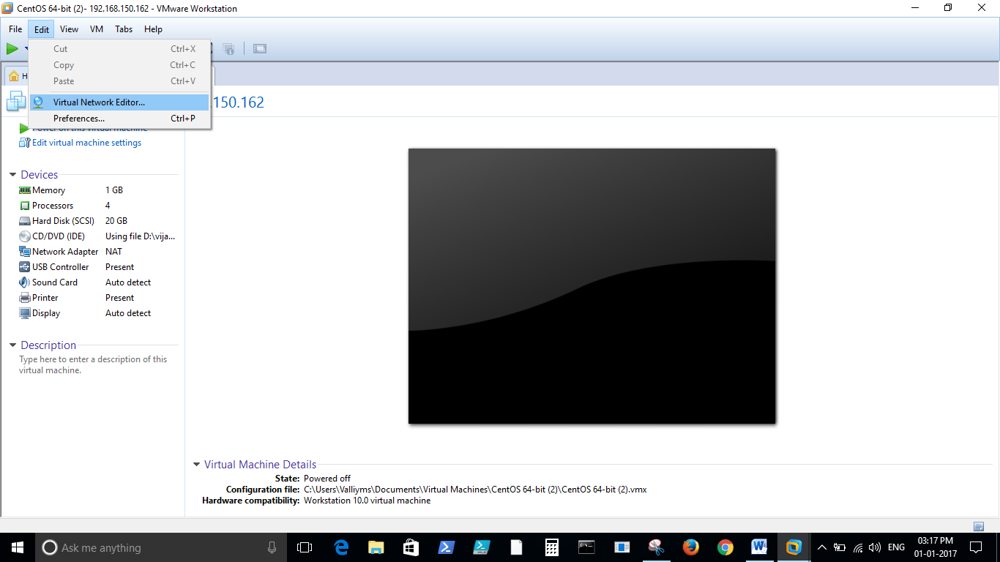 CentOS 64-bit (2)- 192.168.150.162 - VMware Workstation
File Edit View VM Tabs Help
Cut Ctrl+X
Copy Ctrl+C
Paste Ctrl+V
Virtual Network Editor...
Preferences... Ctrl+P
H
.150.162
Power on this virtual machine
Edit virtual machine settings
Devices
Memory 1 GB
Processors 4
Hard Disk (SCSI) 20 GB
CD/DVD (IDE) Using file D:\vija...
Network Adapter NAT
USB Controller Present
Sound Card Auto detect
Printer Present
Display Auto detect
Description
Type here to enter a description of this
virtual machine.
Virtual Machine Details
State: Powered off
Configuration file: C:\Users\Valliyms\Documents\Virtual Machines\CentOS 64-bit (2)\CentOS 64-bit (2).vmx
Hardware compatibility: Workstation 10.0 virtual machine
Ask me anything
ENG
03:17 PM
01-01-2017